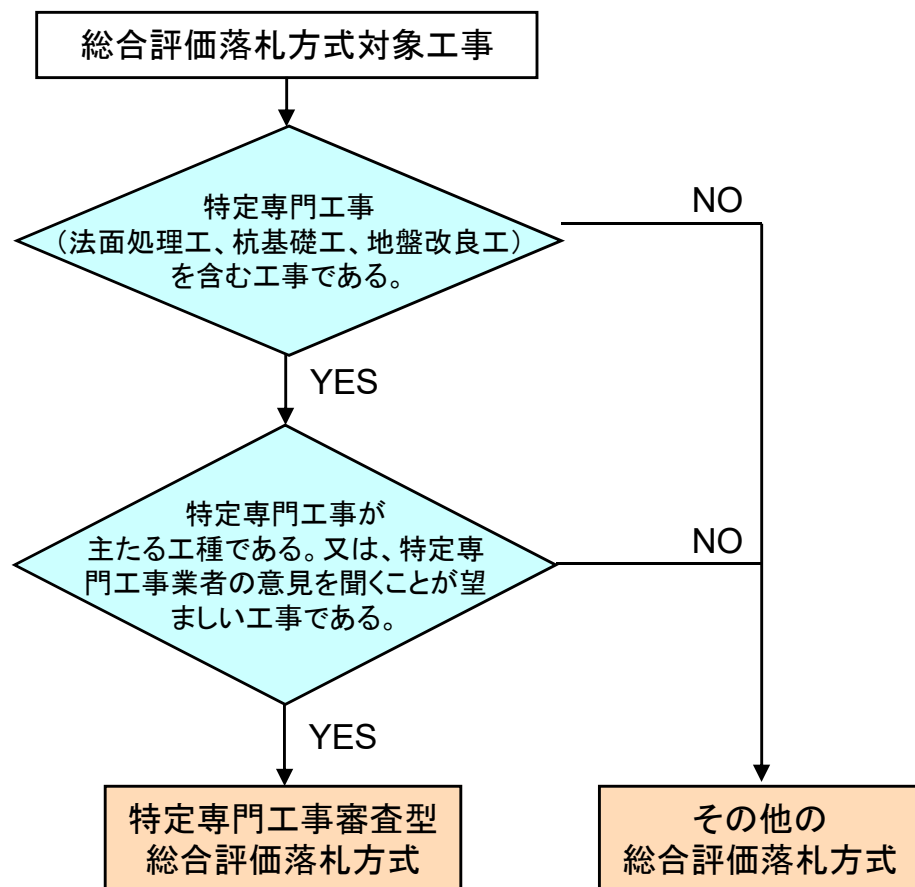 総合評価落札方式対象工事
特定専門工事
（法面処理工、杭基礎工、地盤改良工）
を含む工事である。
NO
YES
特定専門工事が
主たる工種である。又は、特定専
門工事業者の意見を聞くことが望
ましい工事である。
NO
YES
特定専門工事審査型
総合評価落札方式
その他の
総合評価落札方式